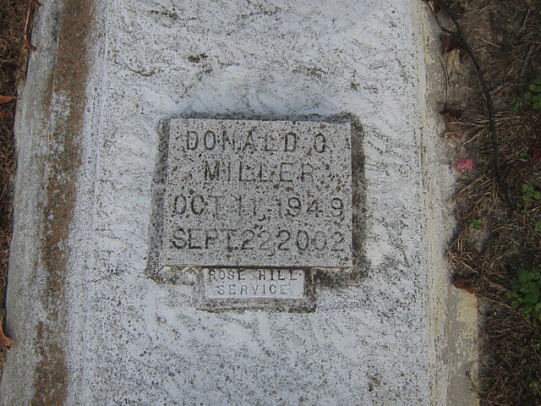 DONALD O
MILLER
OCT 11, 1949
SEPT. 22 2002
ROSE HILL
SERVICE